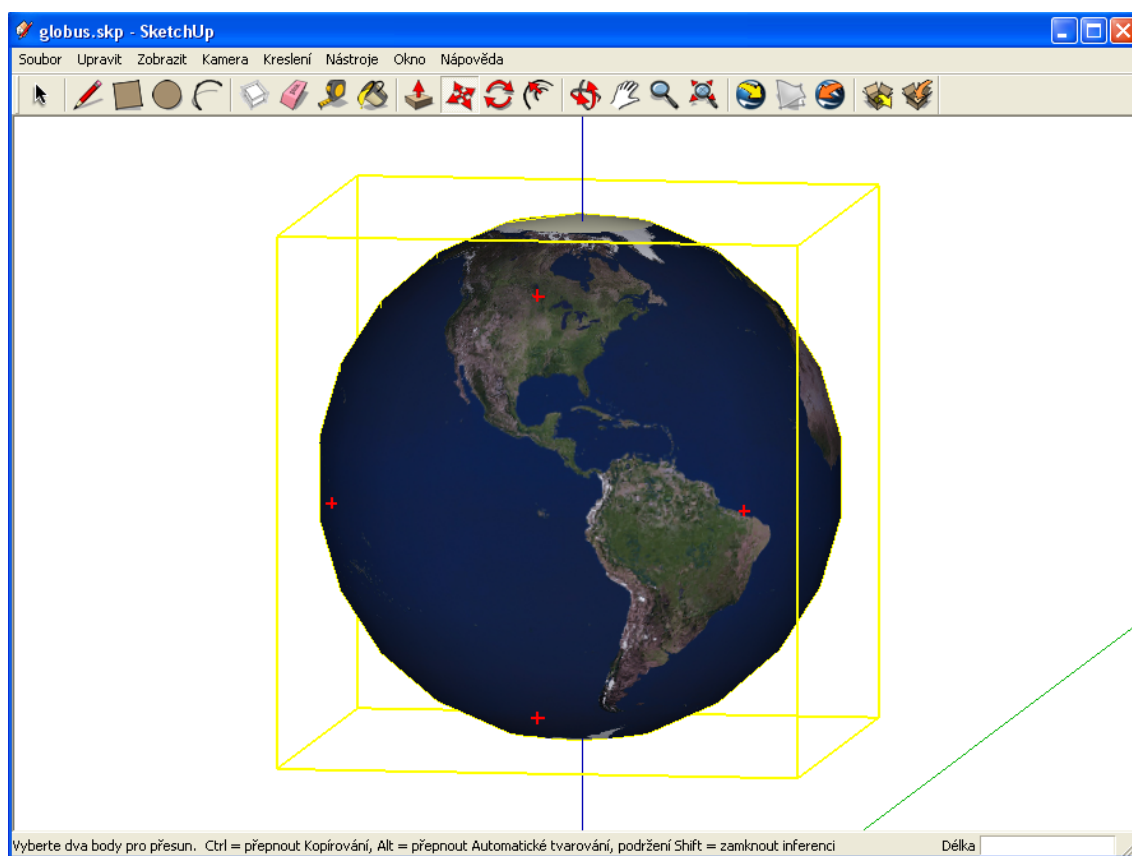 globus.skp - SketchUp
Soubor Upravit Zobrazit Kamera Kreslení Nástroje Okno Nápověda
Vyberte dva body pro přesun. Ctrl = přepnout Kopírování, Alt = přepnout Automatické tvarování, podržení Shift = zamknout inferenci Délka